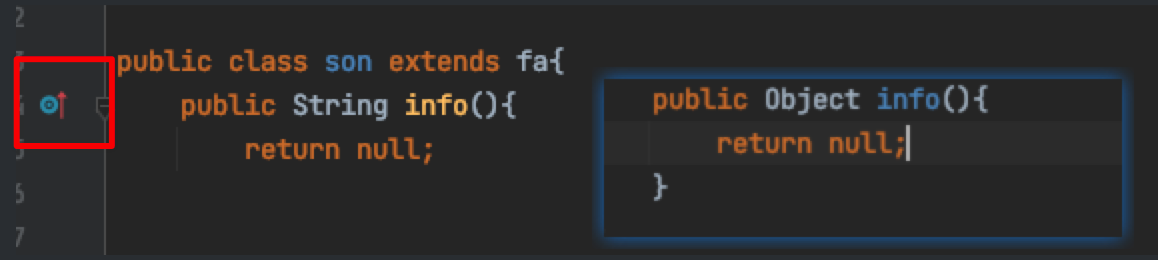 2
3
public class son extends fa{
4
public String info(){
5
return null;
6
7
public Object info(){
return null;
}